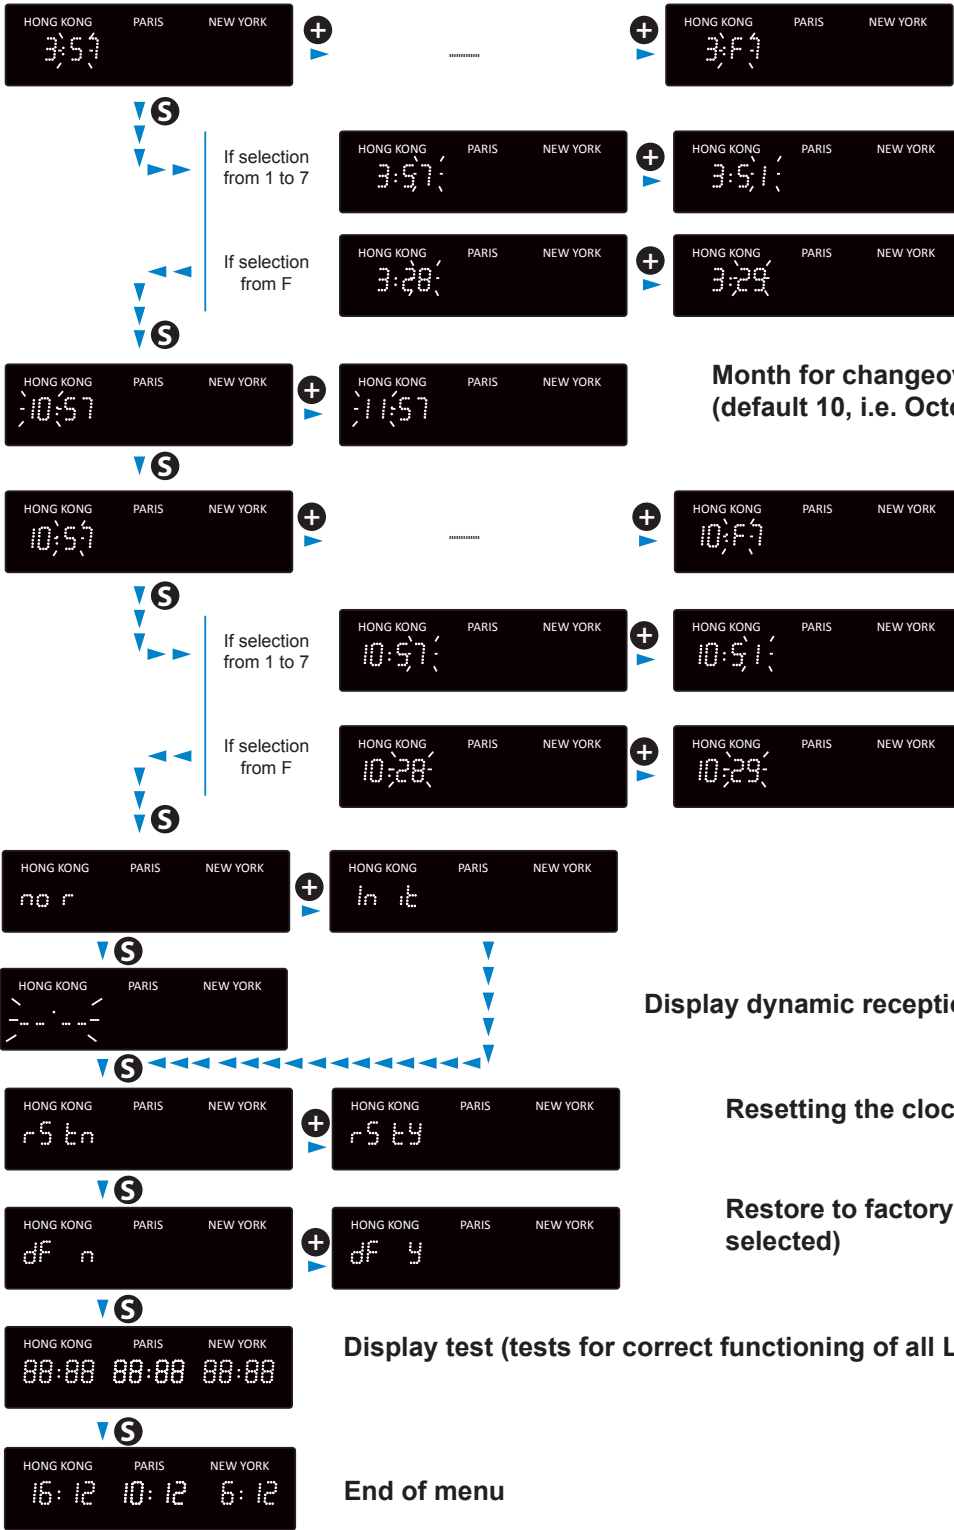 HONG KONG PARIS NEW YORK
3:57
+
+
HONG KONG PARIS NEW YORK
3:F7
S
If selection
from 1 to 7
HONG KONG PARIS NEW YORK
3:57
+
HONG KONG PARIS NEW YORK
3:51
If selection
from F
HONG KONG PARIS NEW YORK
3:28
+
HONG KONG PARIS NEW YORK
3:29
S
HONG KONG PARIS NEW YORK
10:57
+
HONG KONG PARIS NEW YORK
11:57
Month for changeov
(default 10, i.e. Octo
S
HONG KONG PARIS NEW YORK
10:57
+
+
HONG KONG PARIS NEW YORK
10:F7
S
If selection
from 1 to 7
HONG KONG PARIS NEW YORK
10:57
+
HONG KONG PARIS NEW YORK
10:51
If selection
from F
HONG KONG PARIS NEW YORK
10:28
+
HONG KONG PARIS NEW YORK
10:29
S
HONG KONG PARIS NEW YORK
no r
+
HONG KONG PARIS NEW YORK
In it
S
HONG KONG PARIS NEW YORK
Display dynamic receptio
S
HONG KONG PARIS NEW YORK
rS tn
+
HONG KONG PARIS NEW YORK
rS tY
Resetting the cloc
S
HONG KONG PARIS NEW YORK
dF n
+
HONG KONG PARIS NEW YORK
dF Y
Restore to factory
selected)
S
HONG KONG PARIS NEW YORK
88:88 88:88 88:88
Display test (tests for correct functioning of all L
S
HONG KONG PARIS NEW YORK
16:12 10:12 6:12
End of menu